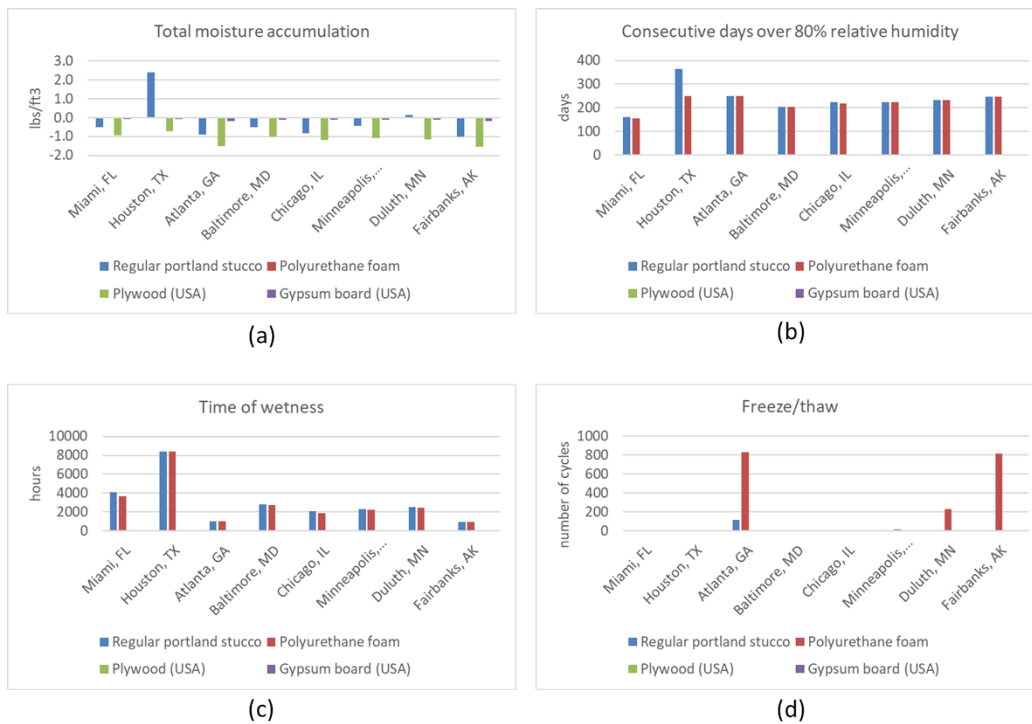 Total moisture accumulation
lbs/ft3
3.0
2.0
1.0
0.0
-1.0
-2.0
Miami, FL
Houston, TX
Atlanta, GA
Baltimore, MD
Chicago, IL
Minneapolis,...
Duluth, MN
Fairbanks, AK
Regular portland stucco
Polyurethane foam
Plywood (USA)
Gypsum board (USA)
(a)
Consecutive days over 80% relative humidity
days
400
300
200
100
0
Miami, FL
Houston, TX
Atlanta, GA
Baltimore, MD
Chicago, IL
Minneapolis,...
Duluth, MN
Fairbanks, AK
Regular portland stucco
Polyurethane foam
Plywood (USA)
Gypsum board (USA)
(b)
Time of wetness
hours
10000
8000
6000
4000
2000
0
Miami, FL
Houston, TX
Atlanta, GA
Baltimore, MD
Chicago, IL
Minneapolis,...
Duluth, MN
Fairbanks, AK
Regular portland stucco
Polyurethane foam
Plywood (USA)
Gypsum board (USA)
(c)
Freeze/thaw
number of cycles
1000
800
600
400
200
0
Miami, FL
Houston, TX
Atlanta, GA
Baltimore, MD
Chicago, IL
Minneapolis,...
Duluth, MN
Fairbanks, AK
Regular portland stucco
Polyurethane foam
Plywood (USA)
Gypsum board (USA)
(d)